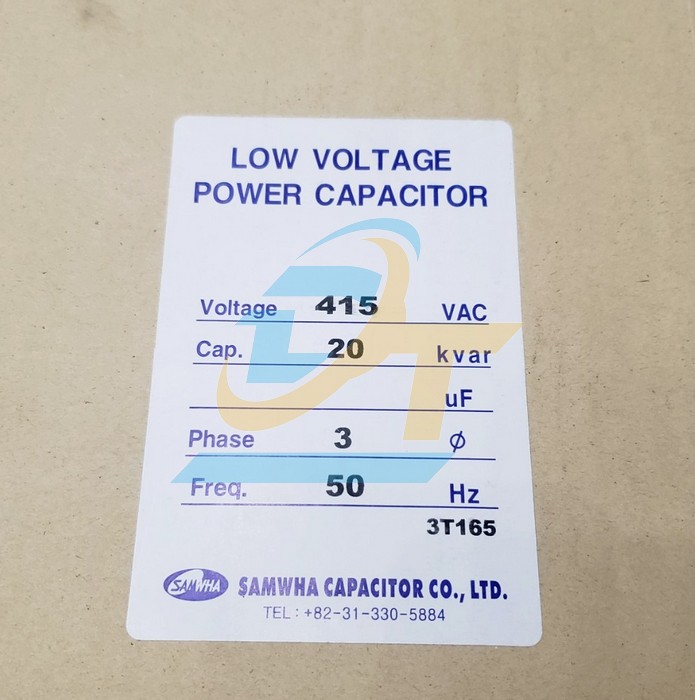 LOW VOLTAGE
POWER CAPACITOR
Voltage 415 VAC
Cap. 20 kvar
uF
Phase 3 ϕ
Freq. 50 Hz
3T165
SAMWHA SAMWHA CAPACITOR CO., LTD.
TEL : +82-31-330-5884
DT